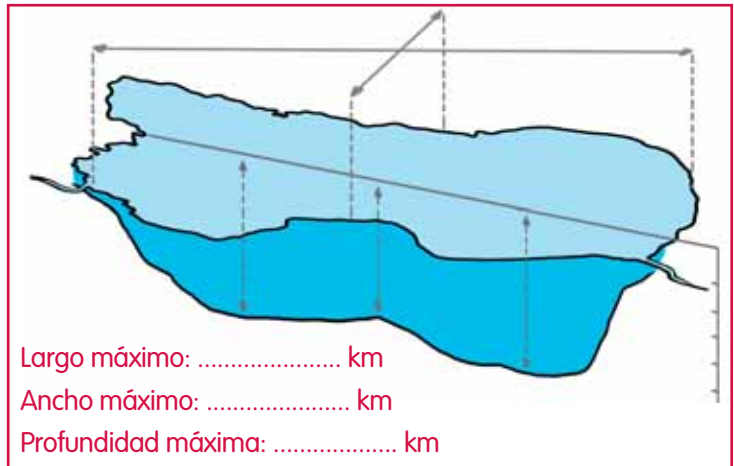 Largo máximo: ...................... km
Ancho máximo: ...................... km
Profundidad máxima: ................... km